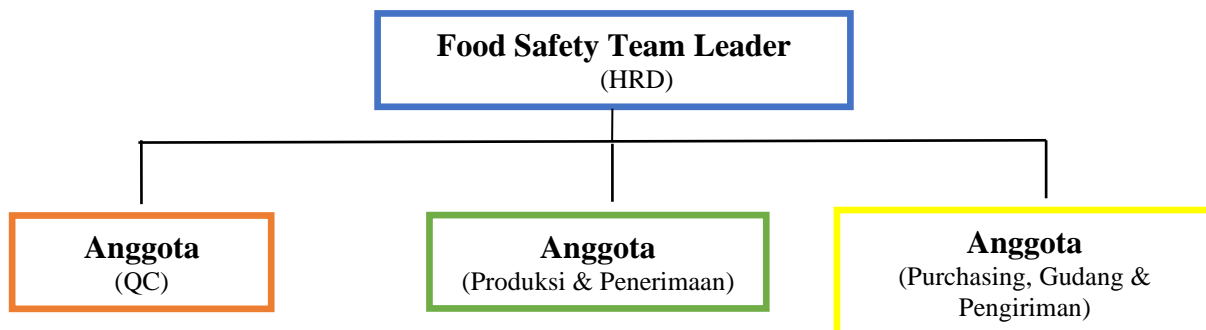 Food Safety Team Leader
(HRD)
Anggota
(QC)
Anggota
(Produksi & Penerimaan)
Anggota
(Purchasing, Gudang &
Pengiriman)